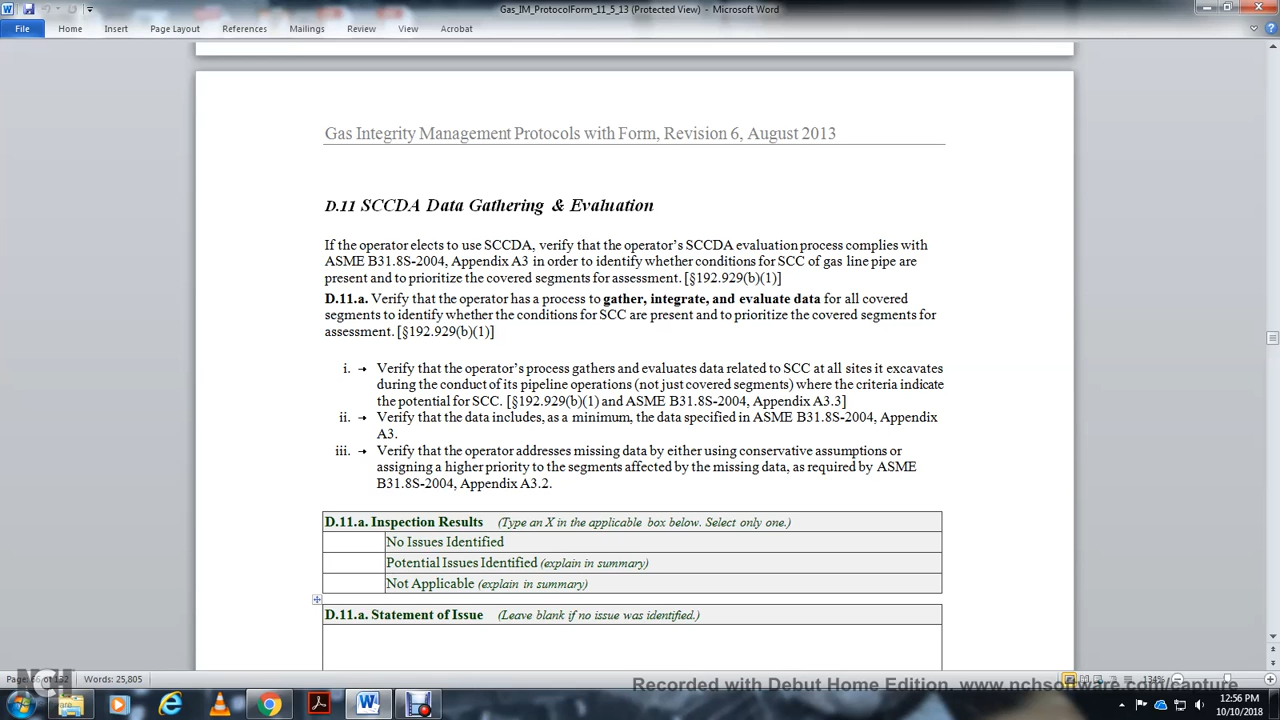 Gas_IM_ProtocolForm_11_5_13 (Protected View) - Microsoft Word
File Home Insert Page Layout References Mailings Review View Acrobat
Gas Integrity Management Protocols with Form, Revision 6, August 2013
D.11 SCCDA Data Gathering & Evaluation
If the operator elects to use SCCDA, verify that the operator's SCCDA evaluation process complies with
ASME B31.8S-2004, Appendix A3 in order to identify whether conditions for SCC of gas line pipe are
present and to prioritize the covered segments for assessment. [§192.929(b)(1)]
D.11.a. Verify that the operator has a process to gather, integrate, and evaluate data for all covered
segments to identify whether the conditions for SCC are present and to prioritize the covered segments for
assessment. [§192.929(b)(1)]
i. Verify that the operator's process gathers and evaluates data related to SCC at all sites it excavates
during the conduct of its pipeline operations (not just covered segments) where the criteria indicate
the potential for SCC. [§192.929(b)(1) and ASME B31.8S-2004, Appendix A3.3]
ii. Verify that the data includes, as a minimum, the data specified in ASME B31.8S-2004, Appendix
A3.
iii. Verify that the operator addresses missing data by either using conservative assumptions or
assigning a higher priority to the segments affected by the missing data, as required by ASME
B31.8S-2004, Appendix A3.2.
D.11.a. Inspection Results (Type an X in the applicable box below. Select only one.)
No Issues Identified
Potential Issues Identified (explain in summary)
Not Applicable (explain in summary)
D.11.a. Statement of Issue (Leave blank if no issue was identified.)
Page: 66 of 132 Words: 25,805 134%
Recorded with Debut Home Edition. www.nchsoftware.com/capture
NCH
12:56 PM
10/10/2018